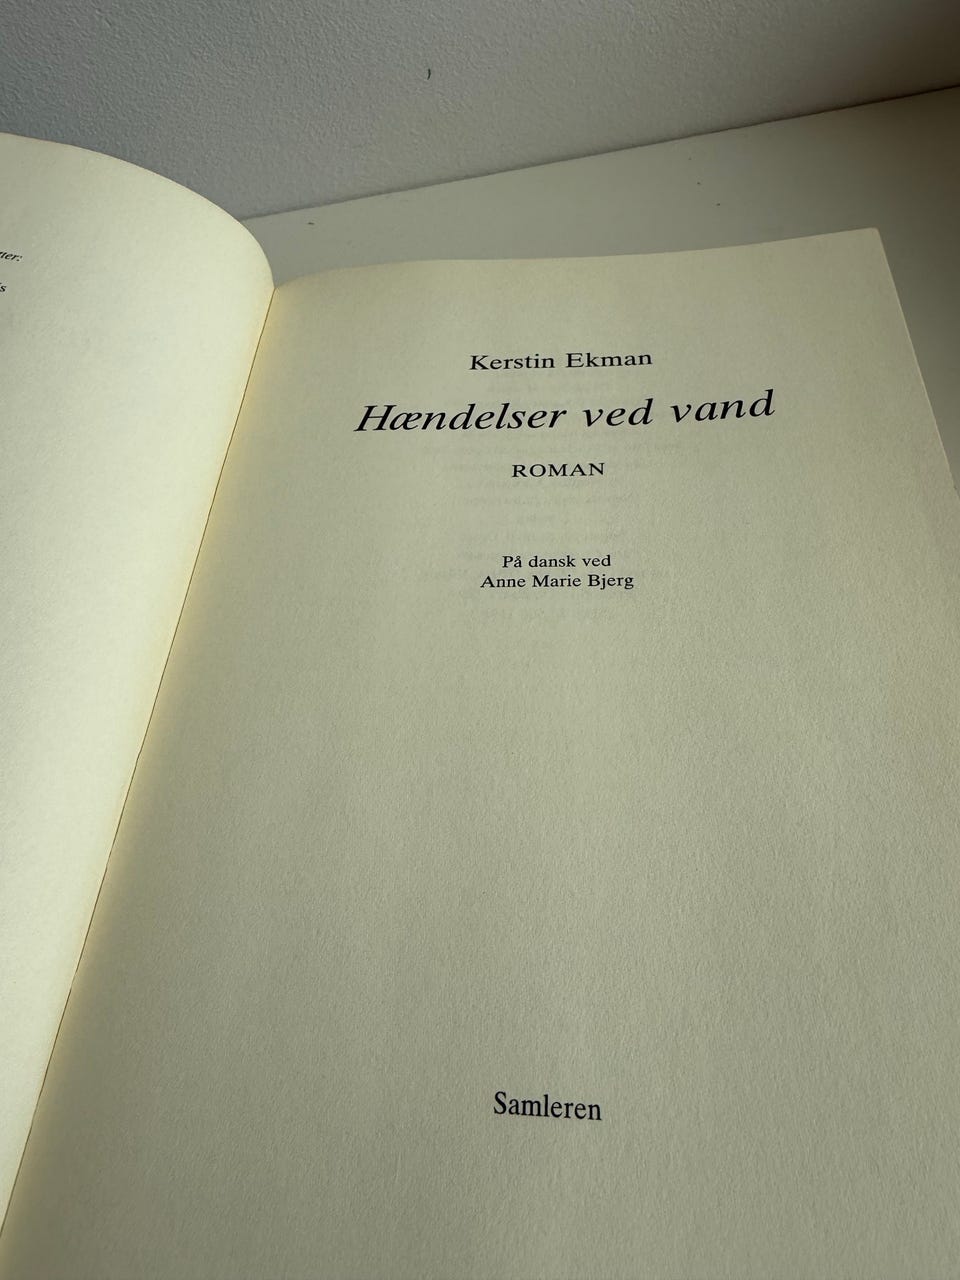 Kerstin Ekman
Hændelser ved vand
ROMAN
På dansk ved
Anne Marie Bjerg
Samleren